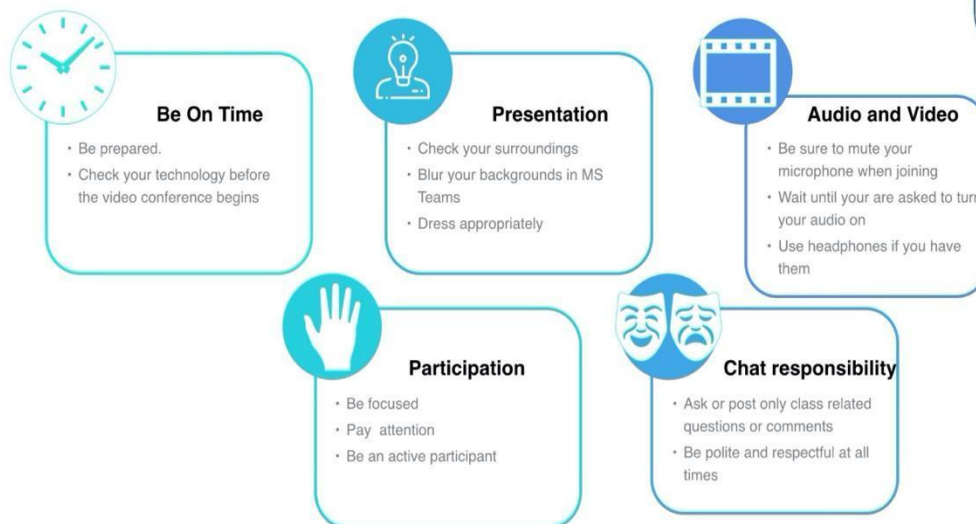 Be On Time
• Be prepared.
• Check your technology before
the video conference begins
Presentation
• Check your surroundings
• Blur your backgrounds in MS
Teams
• Dress appropriately
Audio and Video
• Be sure to mute your
microphone when joining
• Wait until your are asked to turn
your audio on
• Use headphones if you have
them
Participation
• Be focused
• Pay attention
• Be an active participant
Chat responsibility
• Ask or post only class related
questions or comments
• Be polite and respectful at all
times